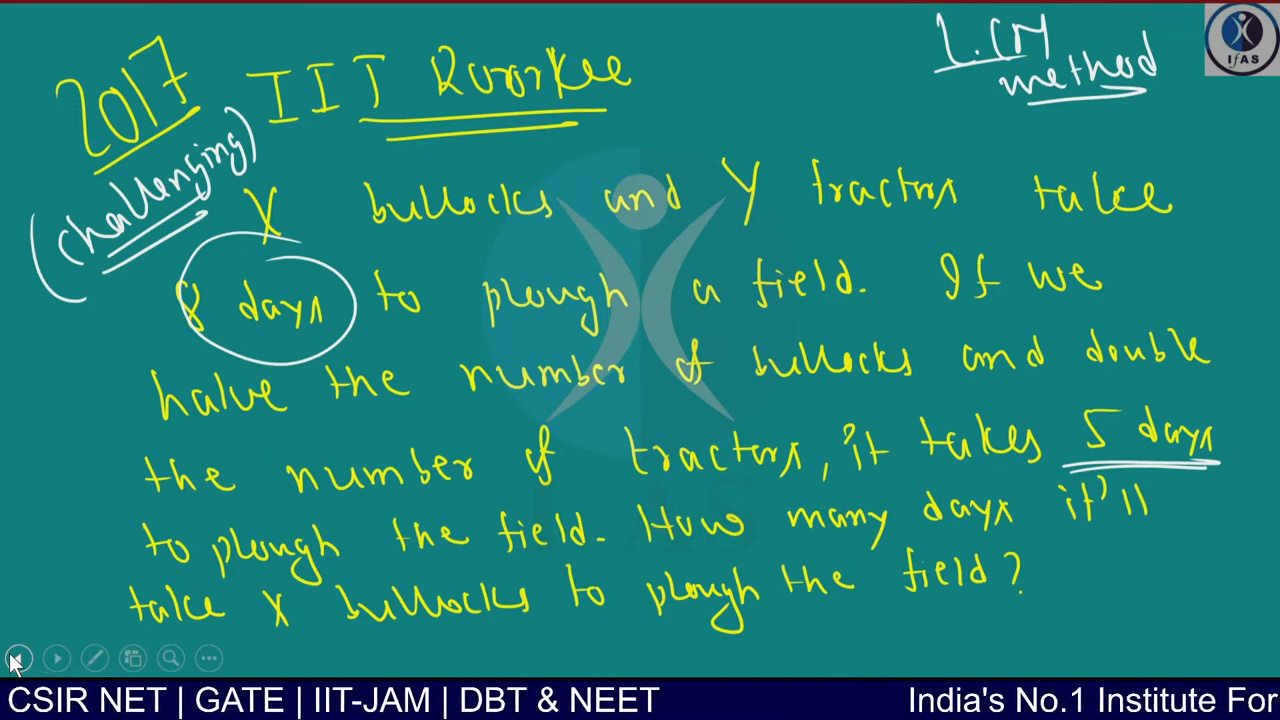 2017 IIT Roorkee
L.CM
method
IfAS
(challenging)
X bullocks and Y tractors take
8 days to plough a field. If we
halve the number of bullocks and double
the number of tractors, it takes 5 days
to plough the field. How many days it'll
take X bullocks to plough the field?
IFAS
CSIR NET | GATE | IIT-JAM | DBT & NEET
India's No.1 Institute For